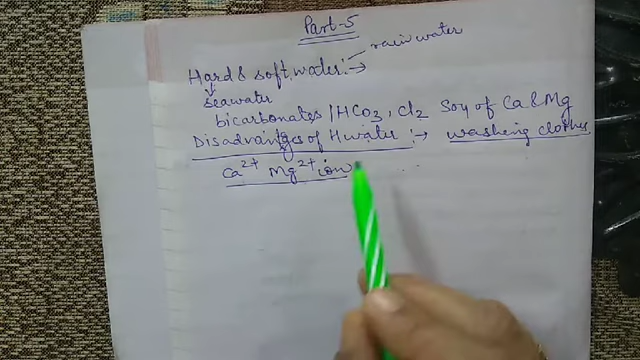 Part-5
rain water
Hard & soft water :→
seawater
bicarbonates / HCO3, Cl2 So4 of Ca & Mg
Disadvantages of H water :→ washing clothes
Ca2+ Mg2+ ion